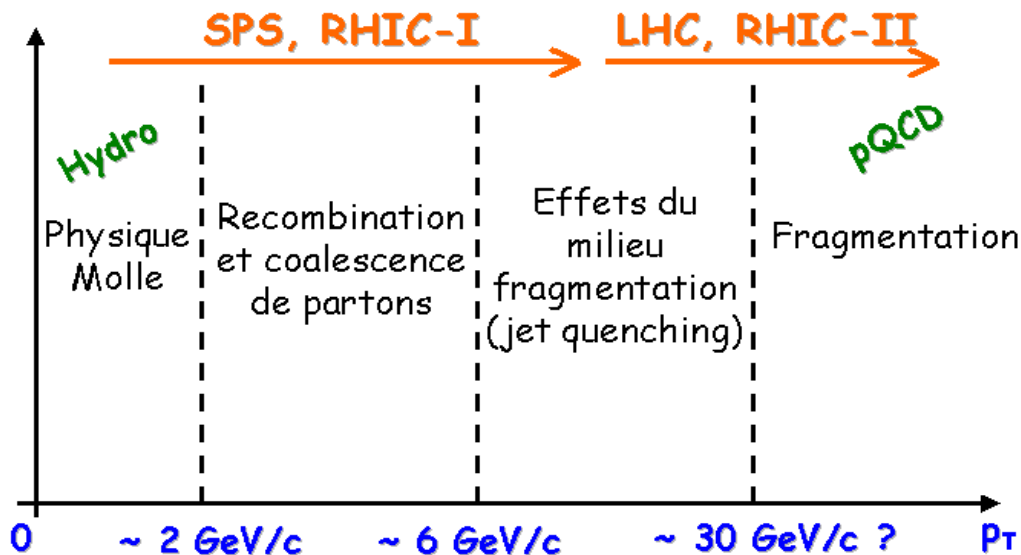 SPS, RHIC-I
LHC, RHIC-II
Hydro
pQCD
Physique
Molle
Recombination
et coalescence
de partons
Effets du
milieu
fragmentation
(jet quenching)
Fragmentation
0
~ 2 GeV/c
~ 6 GeV/c
~ 30 GeV/c ?
pT